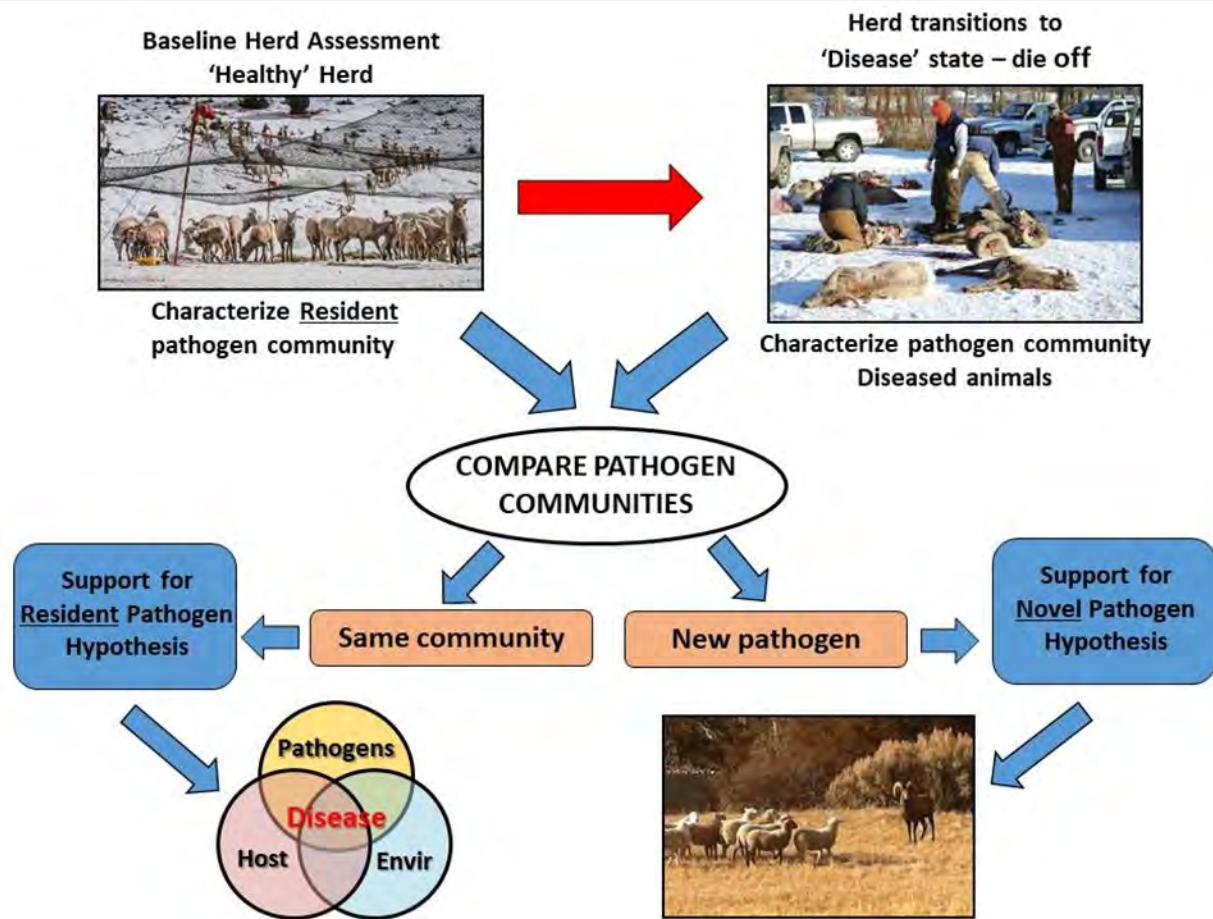 Baseline Herd Assessment
‘Healthy’ Herd
Herd transitions to
‘Disease’ state – die off
Characterize Resident
pathogen community
Characterize pathogen community
Diseased animals
COMPARE PATHOGEN
COMMUNITIES
Support for
Resident Pathogen
Hypothesis
Same community
New pathogen
Support for
Novel Pathogen
Hypothesis
Pathogens
Disease
Host
Envir